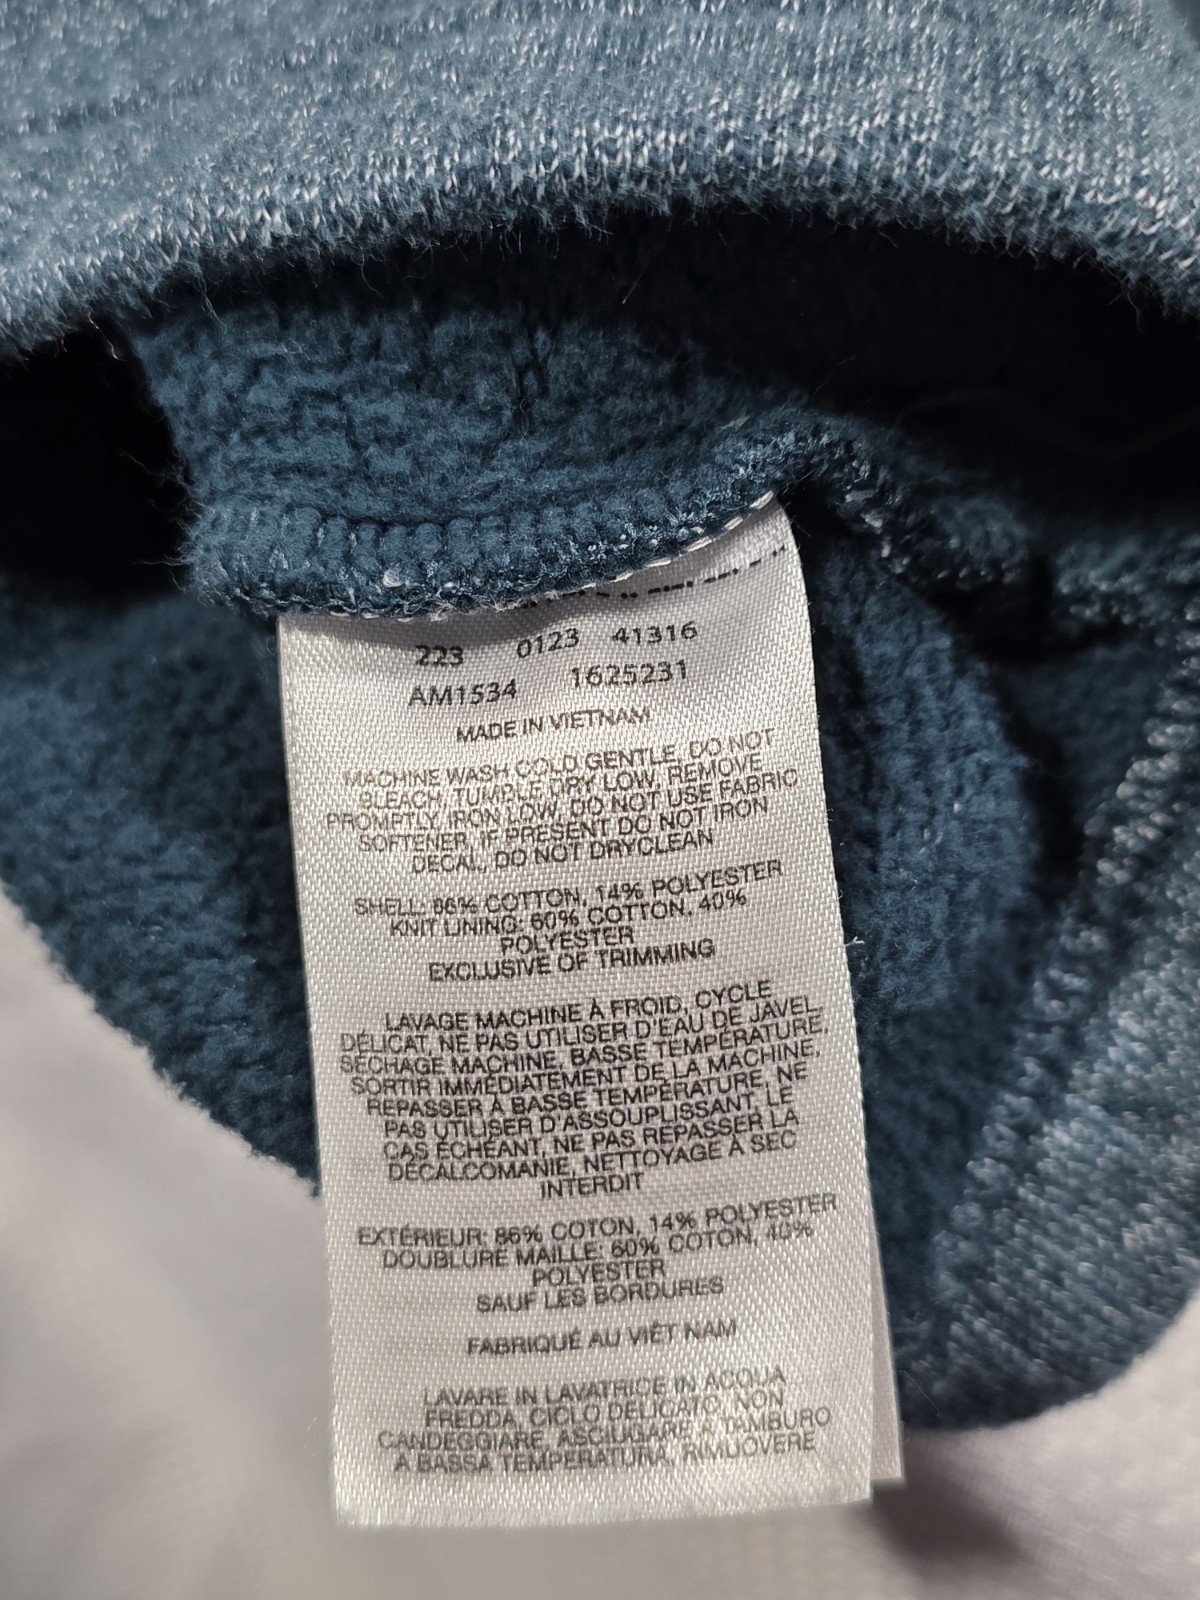 223 0123 41316
AM1534 1625231
MADE IN VIETNAM
MACHINE WASH COLD GENTLE, DO NOT
BLEACH, TUMPLE DRY LOW, REMOVE
PROMPTLY, IRON LOW, DO NOT USE FABRIC
SOFTENER, IF PRESENT DO NOT IRON
DECAL, DO NOT DRYCLEAN
SHELL: 86% COTTON, 14% POLYESTER
KNIT LINING: 60% COTTON, 40%
POLYESTER
EXCLUSIVE OF TRIMMING
LAVAGE MACHINE À FROID, CYCLE
DÉLICAT, NE PAS UTILISER D'EAU DE JAVEL,
SÉCHAGE MACHINE, BASSE TEMPÉRATURE,
SORTIR IMMÉDIATEMENT DE LA MACHINE,
REPASSER À BASSE TEMPÉRATURE, NE
PAS UTILISER D'ASSOUPLISSANT, LE
CAS ÉCHÉANT, NE PAS REPASSER LA
DÉCALCOMANIE, NETTOYAGE À SEC
INTERDIT
EXTÉRIEUR: 86% COTON, 14% POLYESTER
DOUBLURE MAILLE: 60% COTON, 40%
POLYESTER
SAUF LES BORDURES
FABRIQUÉ AU VIÊT NAM
LAVARE IN LAVATRICE IN ACQUA
FREDDA, CICLO DELICATO, NON
CANDEGGIARE, ASCIUGARE A TAMBURO
A BASSA TEMPERATURA, RIMUOVERE